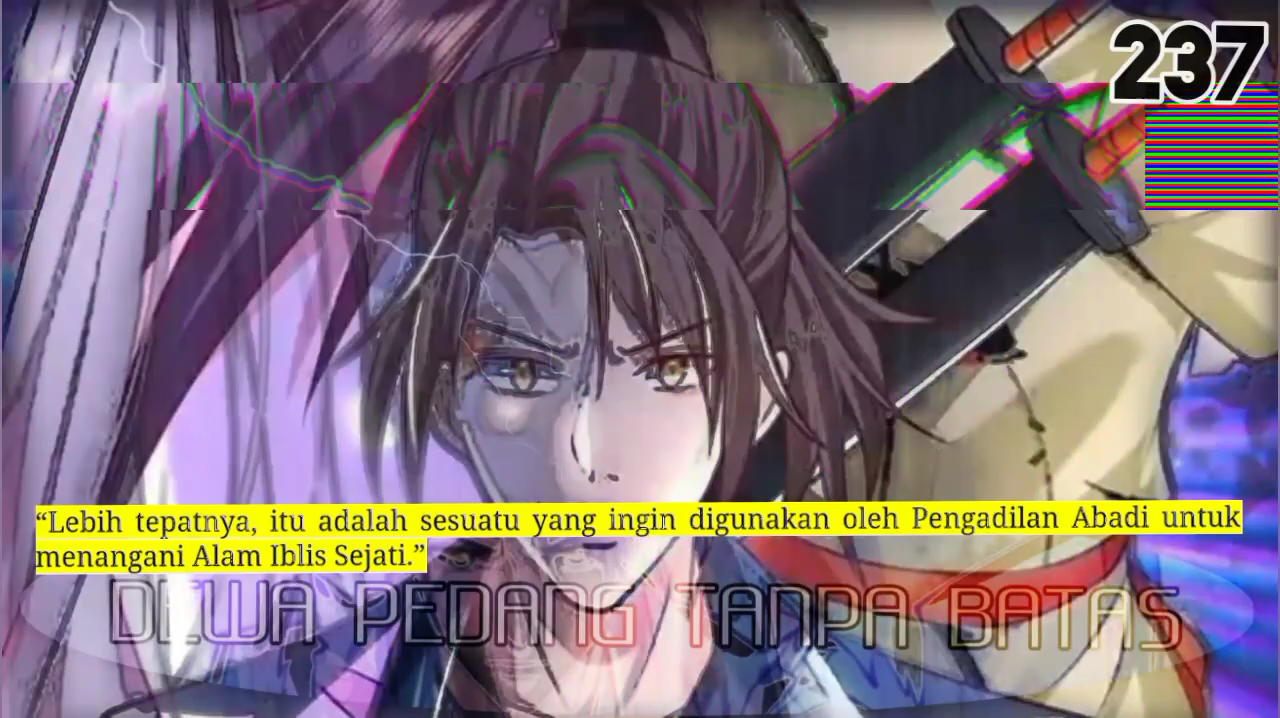 237
“Lebih tepatnya, itu adalah sesuatu yang ingin digunakan oleh Pengadilan Abadi untuk
menangani Alam Iblis Sejati.”
DEWA PEDANG TANPA BATAS